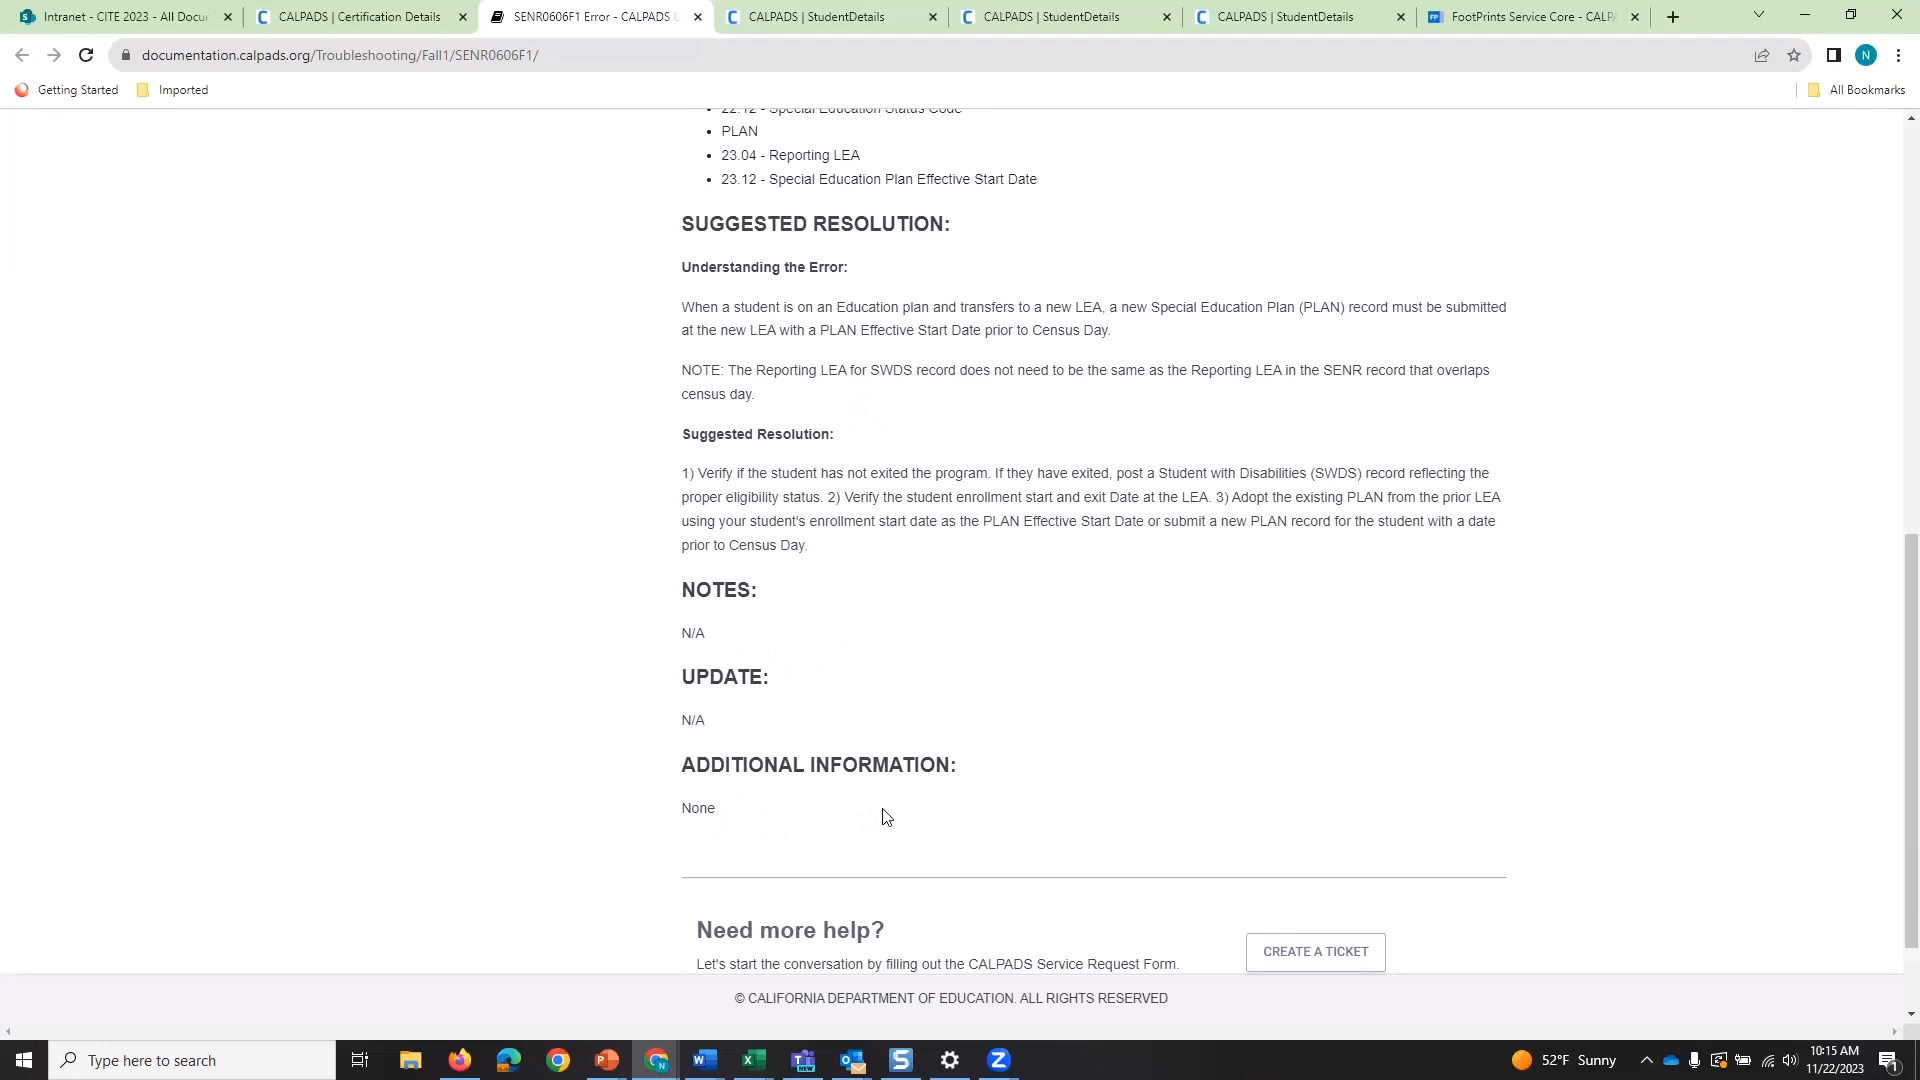 Intranet - CITE 2023 - All Docur
CALPADS | Certification Details
SENR0606F1 Error - CALPADS U
CALPADS | StudentDetails
CALPADS | StudentDetails
CALPADS | StudentDetails
FootPrints Service Core - CALPA
documentation.calpads.org/Troubleshooting/Fall1/SENR0606F1/
N
Getting Started
Imported
All Bookmarks
• 22.12 - Special Education Status Code
• PLAN
• 23.04 - Reporting LEA
• 23.12 - Special Education Plan Effective Start Date
SUGGESTED RESOLUTION:
Understanding the Error:
When a student is on an Education plan and transfers to a new LEA, a new Special Education Plan (PLAN) record must be submitted
at the new LEA with a PLAN Effective Start Date prior to Census Day.
NOTE: The Reporting LEA for SWDS record does not need to be the same as the Reporting LEA in the SENR record that overlaps
census day.
Suggested Resolution:
1) Verify if the student has not exited the program. If they have exited, post a Student with Disabilities (SWDS) record reflecting the
proper eligibility status. 2) Verify the student enrollment start and exit Date at the LEA. 3) Adopt the existing PLAN from the prior LEA
using your student's enrollment start date as the PLAN Effective Start Date or submit a new PLAN record for the student with a date
prior to Census Day.
NOTES:
N/A
UPDATE:
N/A
ADDITIONAL INFORMATION:
None
Need more help?
Let's start the conversation by filling out the CALPADS Service Request Form.
CREATE A TICKET
© CALIFORNIA DEPARTMENT OF EDUCATION. ALL RIGHTS RESERVED
Type here to search
52°F Sunny
10:15 AM
11/22/2023
1